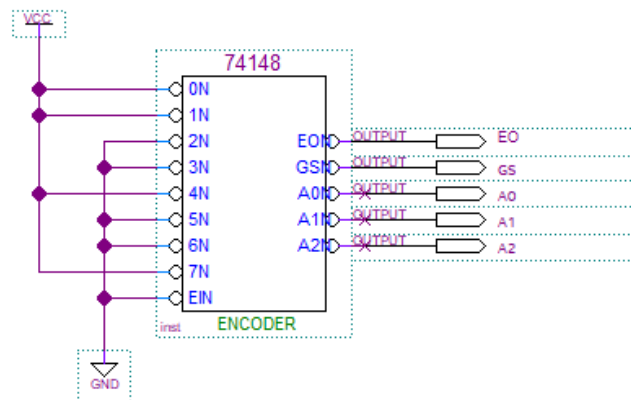 VCC
74148
0N
1N
2N
3N
4N
5N
6N
7N
EIN
EON
GSN
A0N
A1N
A2N
OUTPUT EO
OUTPUT GS
OUTPUT A0
OUTPUT A1
OUTPUT A2
inst
ENCODER
GND